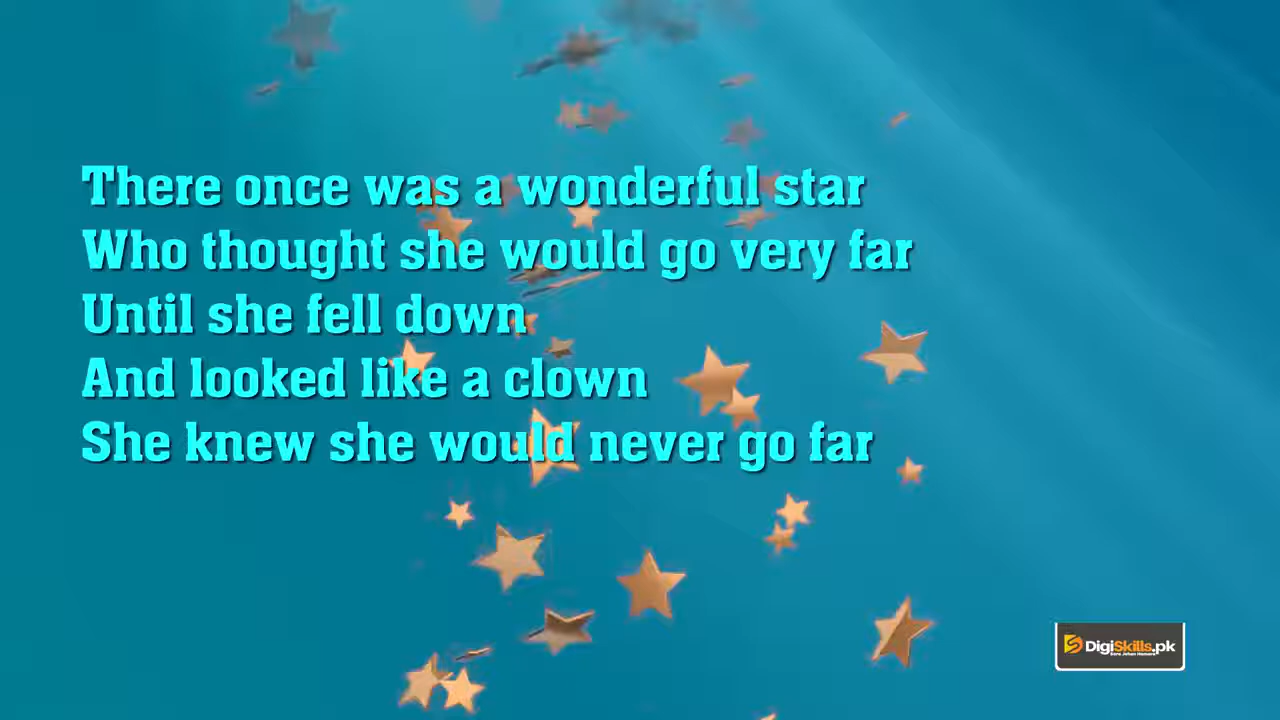 There once was a wonderful star
Who thought she would go very far
Until she fell down
And looked like a clown
She knew she would never go far
DigiSkills.pk